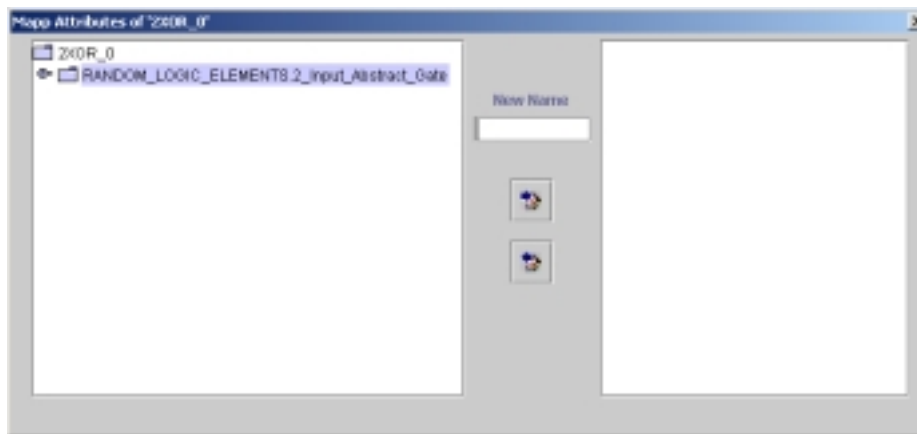 Mapp Attributes of '2XOR_0'
2XOR_0
RANDOM_LOGIC_ELEMENTS.2_Input_Abstract_Gate
New Name